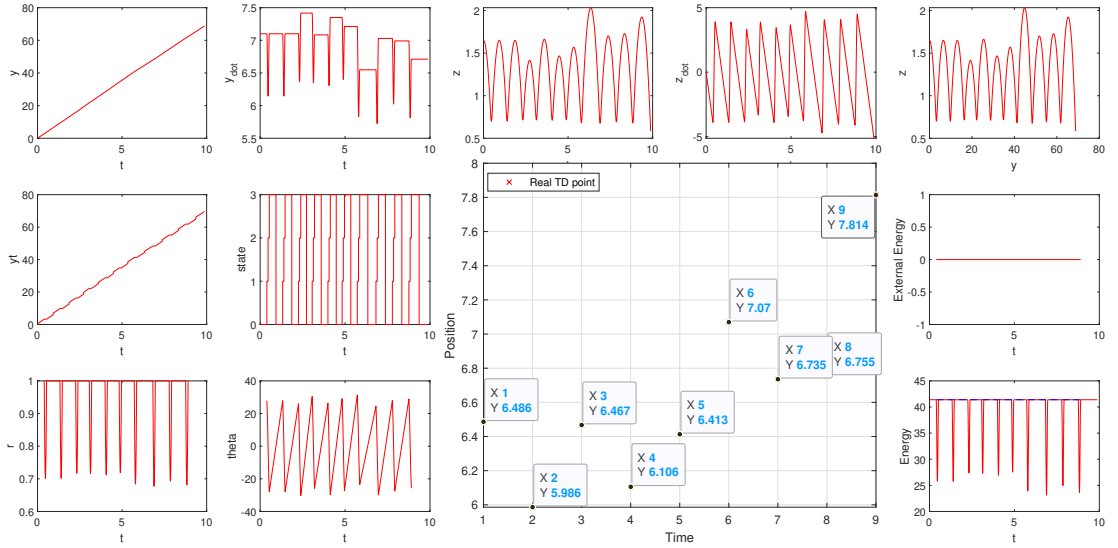 80
60
40
20
0
y
0
5
10
t
7.5
7
6.5
6
5.5
y_dot
0
5
10
t
2
1.5
1
0.5
z
0
5
10
5
0
-5
z_dot
0
5
10
2
1.5
1
0.5
z
0
20
40
60
80
y
80
60
40
20
0
yt
0
5
10
t
3
2
1
0
state
0
5
10
t
8
7.8
7.6
7.4
7.2
7
6.8
6.6
6.4
6.2
6
Position
Real TD point
X 1
Y 6.486
X 2
Y 5.986
X 3
Y 6.467
X 4
Y 6.106
X 5
Y 6.413
X 6
Y 7.07
X 7
Y 6.735
X 8
Y 6.755
X 9
Y 7.814
1
2
3
4
5
6
7
8
9
Time
1
0.5
0
-0.5
-1
External Energy
0
5
10
t
1
0.9
0.8
0.7
0.6
r
0
5
10
t
40
20
0
-20
-40
theta
0
5
10
t
45
40
35
30
25
20
Energy
0
5
10
t